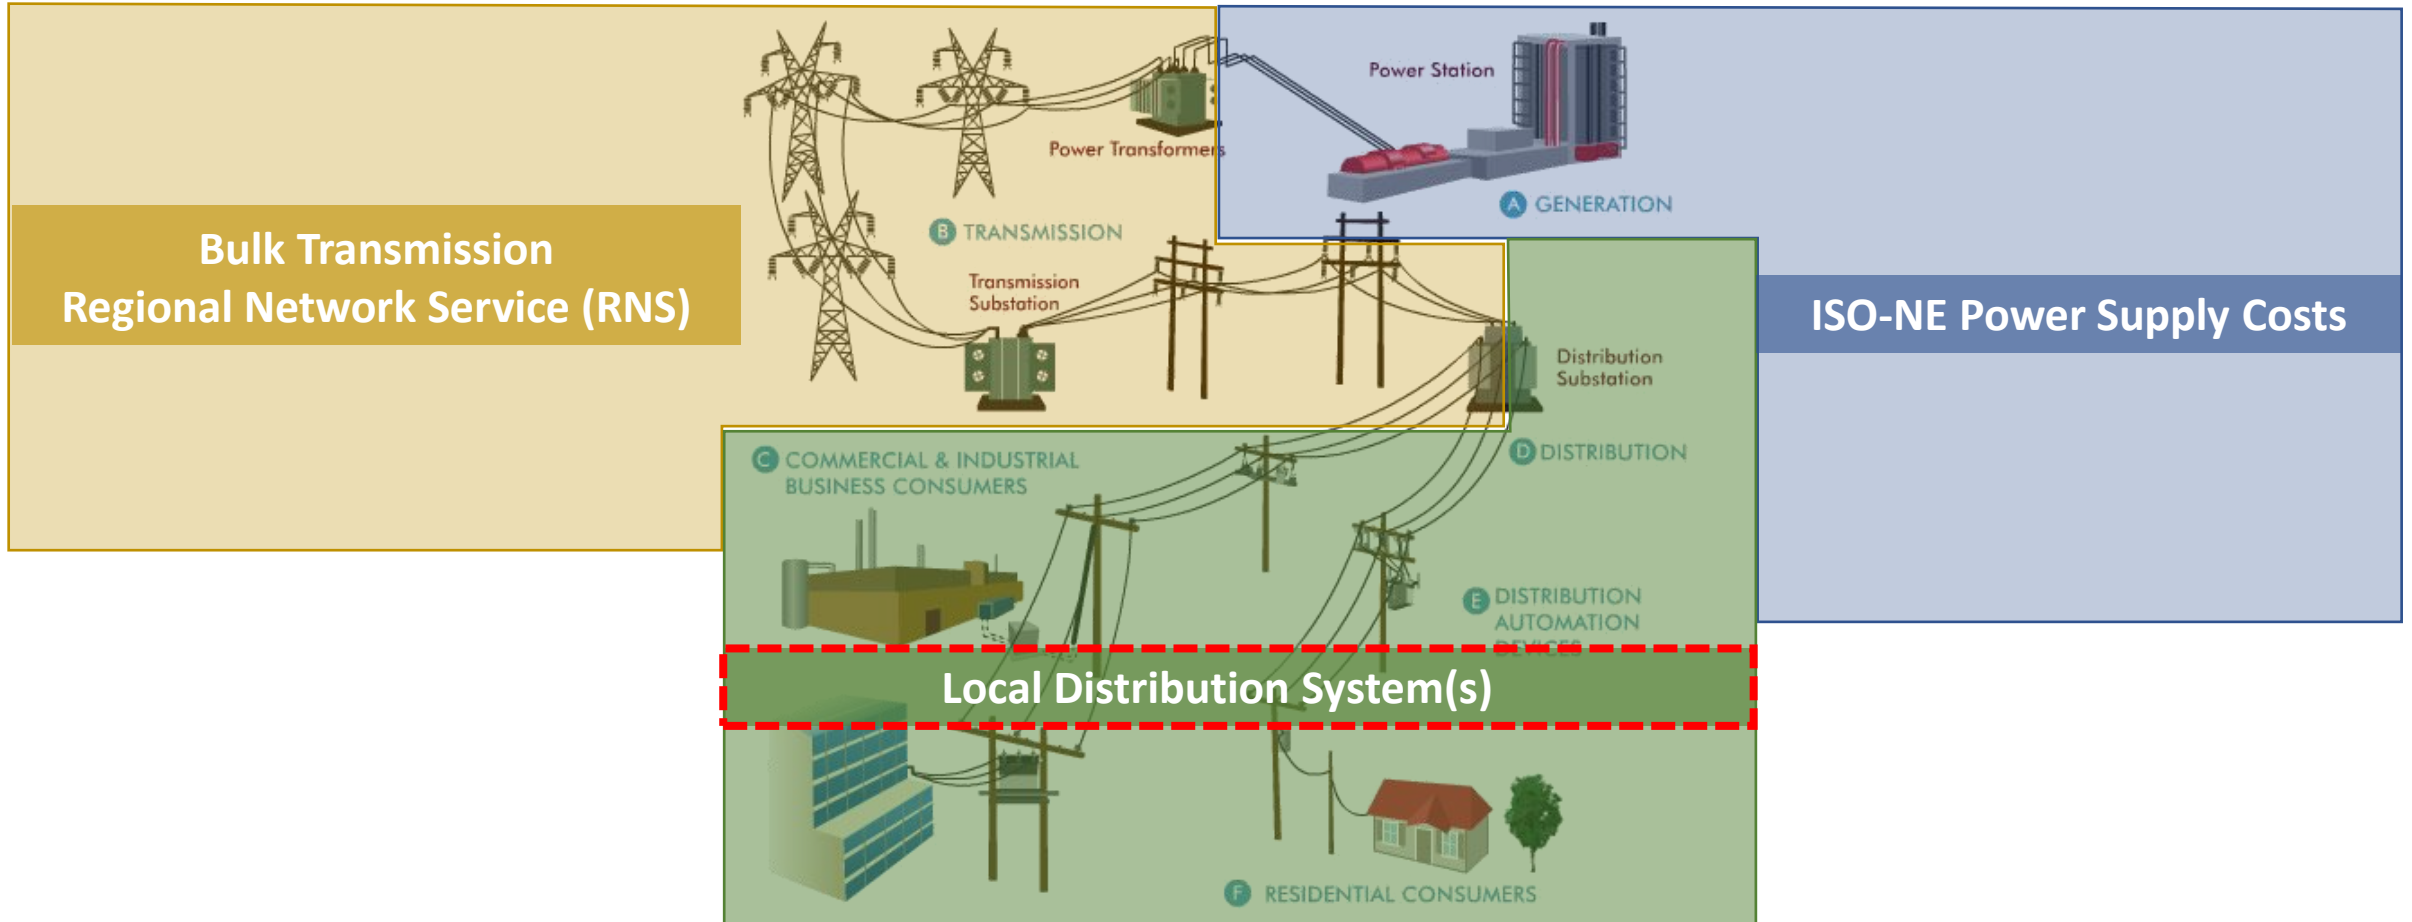 Power Station
Power Transformers
A GENERATION
Bulk Transmission
Regional Network Service (RNS)
B TRANSMISSION
Transmission
Substation
ISO-NE Power Supply Costs
Distribution
Substation
C COMMERCIAL & INDUSTRIAL
BUSINESS CONSUMERS
D DISTRIBUTION
E DISTRIBUTION
AUTOMATION
DEVICES
Local Distribution System(s)
F RESIDENTIAL CONSUMERS